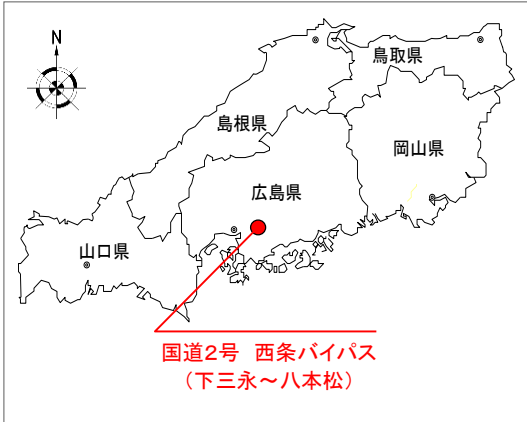 N
鳥取県
島根県
岡山県
広島県
山口県
国道2号 西条バイパス
（下三永～八本松）